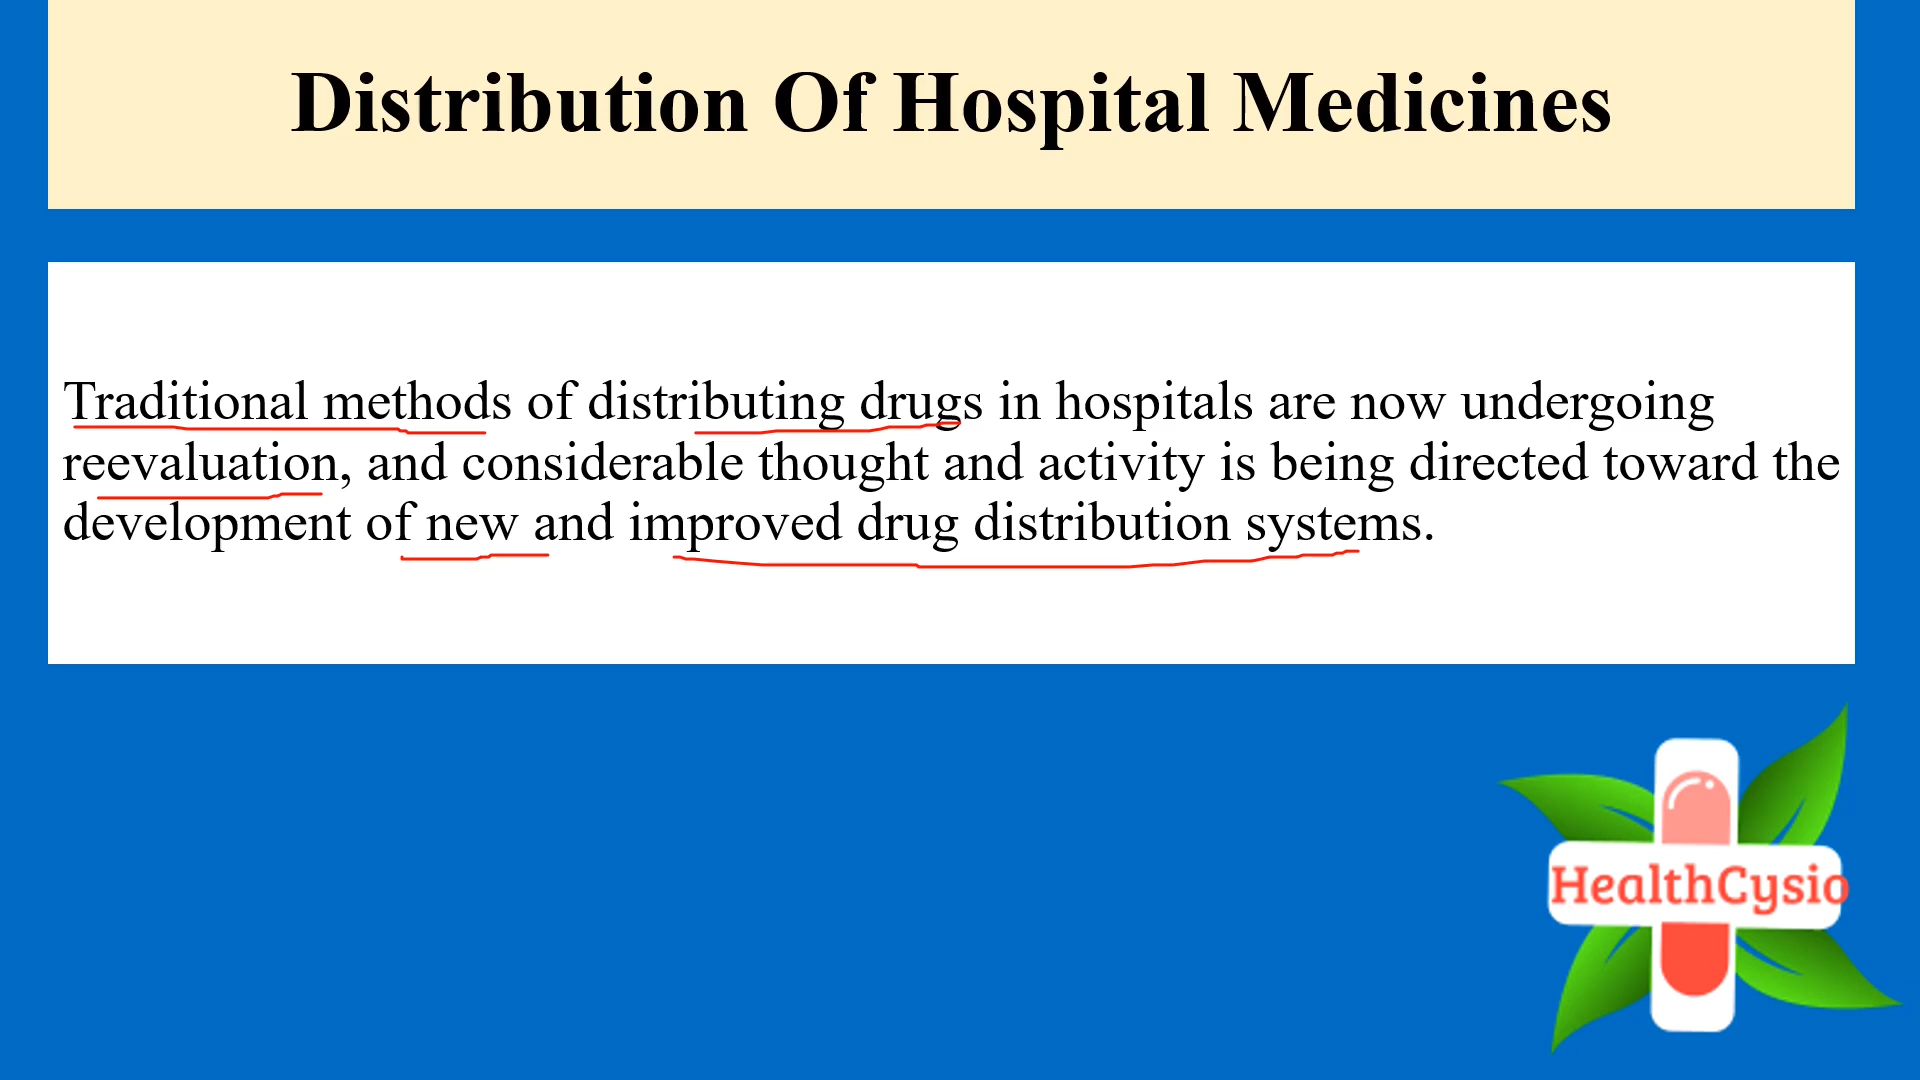 Distribution Of Hospital Medicines
Traditional methods of distributing drugs in hospitals are now undergoing
reevaluation, and considerable thought and activity is being directed toward the
development of new and improved drug distribution systems.
HealthCysio